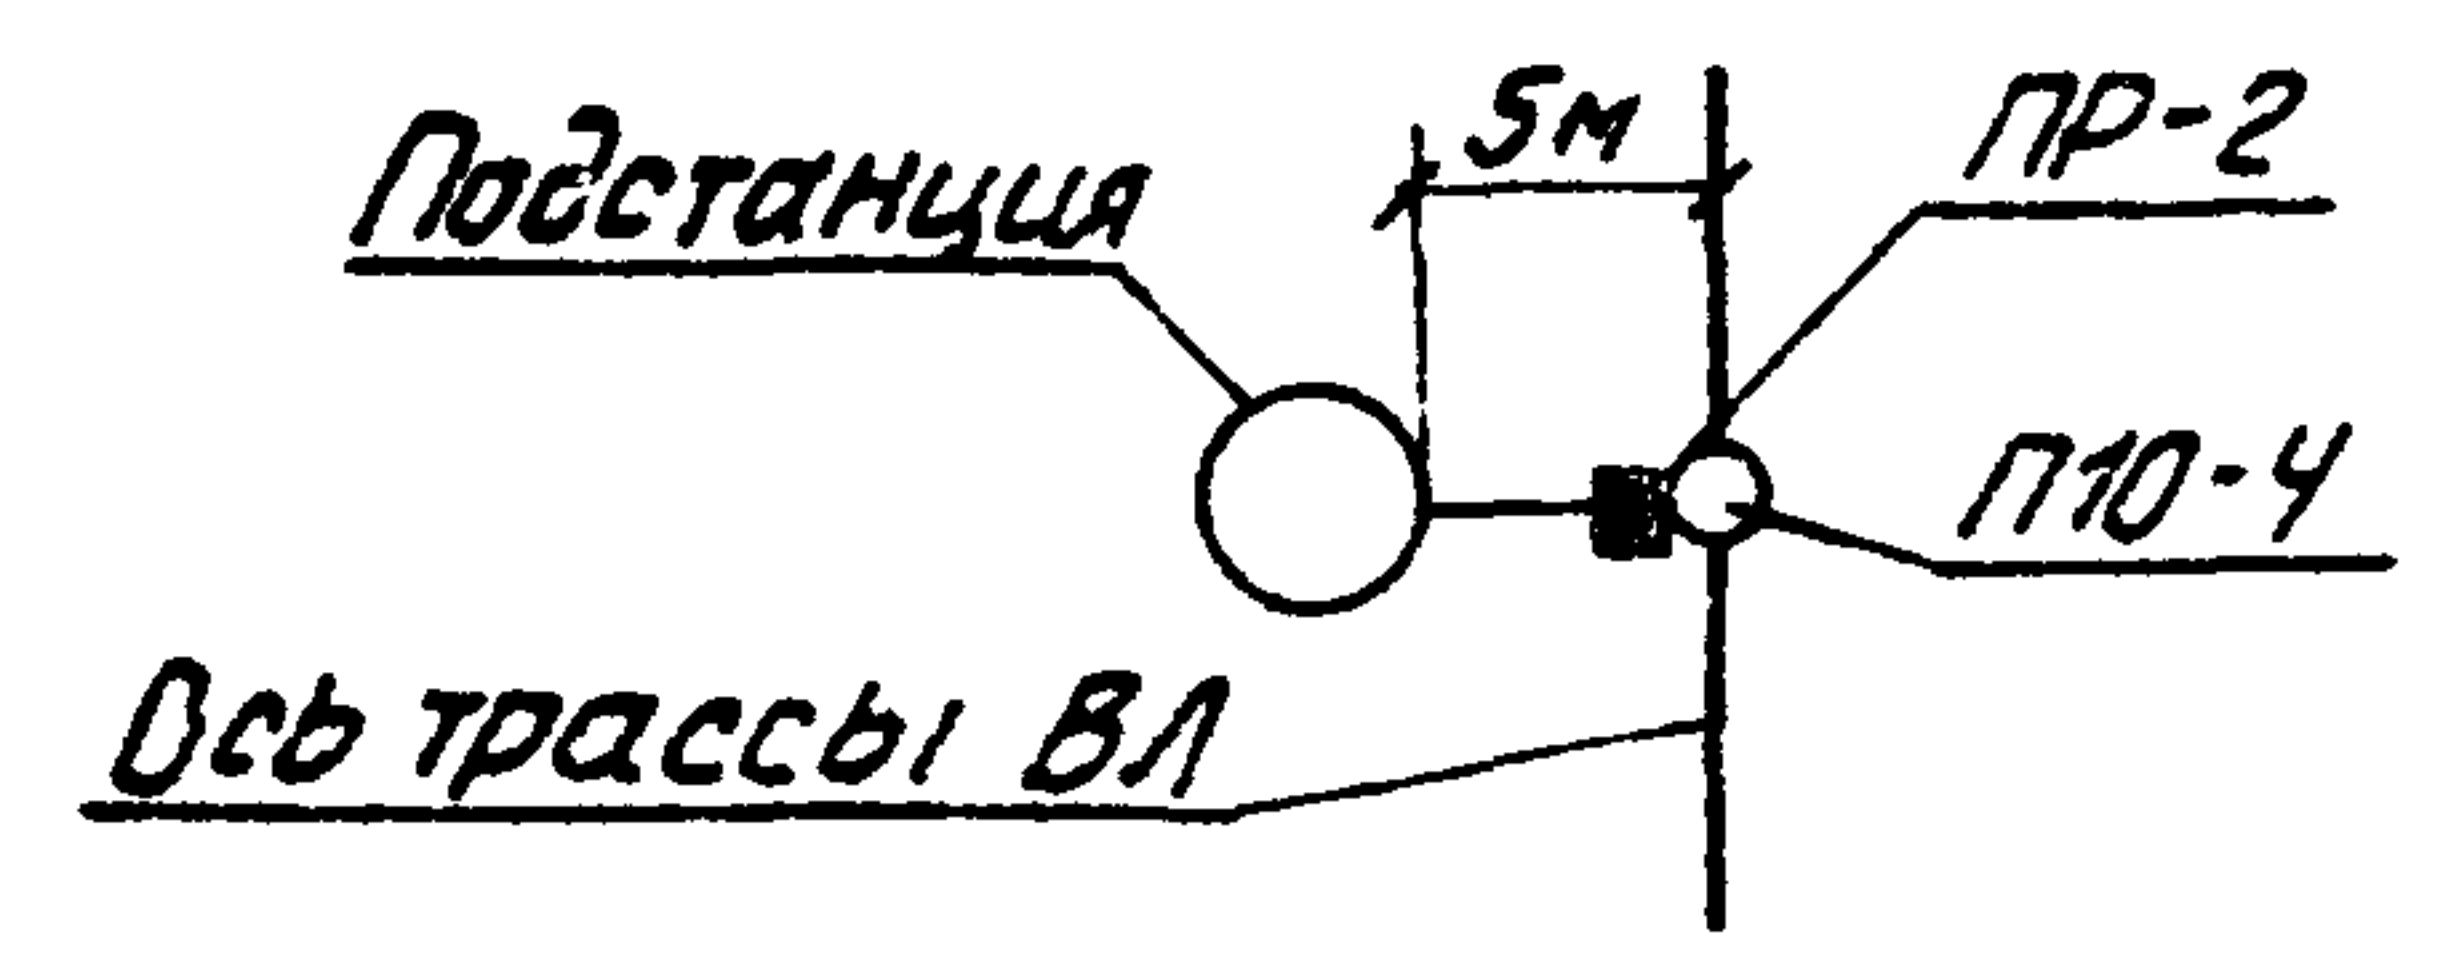 Подстанция
5м
ПР-2
П10-4
Ось трассы ВЛ